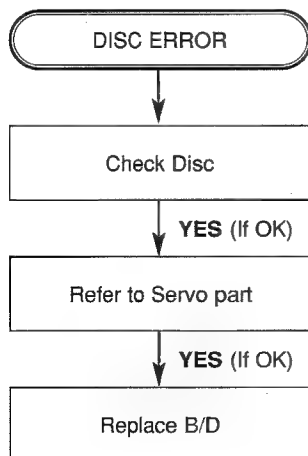 DISC ERROR
Check Disc
YES (If OK)
Refer to Servo part
YES (If OK)
Replace B/D